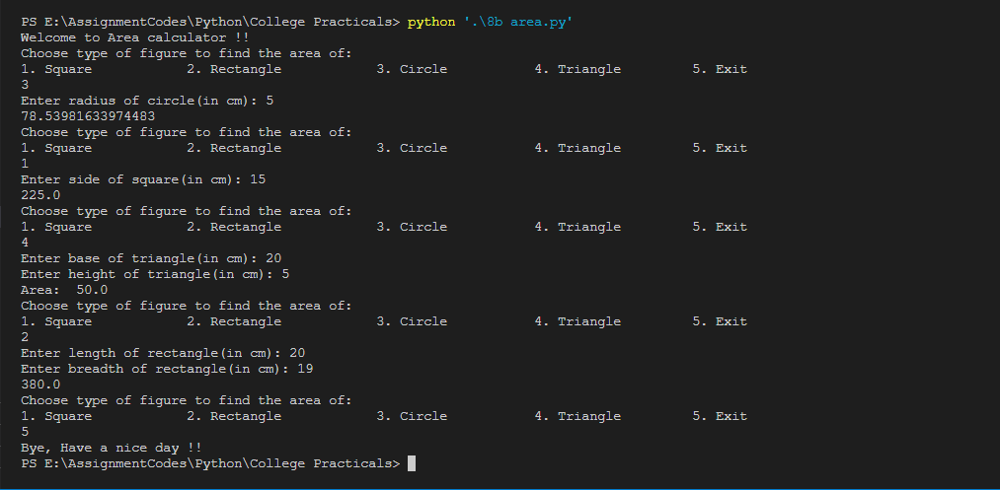 PS E:\AssignmentCodes\Python\College Practicals> python '.\8b area.py'
Welcome to Area calculator !!
Choose type of figure to find the area of:
1. Square            2. Rectangle            3. Circle           4. Triangle         5. Exit
3
Enter radius of circle(in cm): 5
78.53981633974483
Choose type of figure to find the area of:
1. Square            2. Rectangle            3. Circle           4. Triangle         5. Exit
1
Enter side of square(in cm): 15
225.0
Choose type of figure to find the area of:
1. Square            2. Rectangle            3. Circle           4. Triangle         5. Exit
4
Enter base of triangle(in cm): 20
Enter height of triangle(in cm): 5
Area:  50.0
Choose type of figure to find the area of:
1. Square            2. Rectangle            3. Circle           4. Triangle         5. Exit
2
Enter length of rectangle(in cm): 20
Enter breadth of rectangle(in cm): 19
380.0
Choose type of figure to find the area of:
1. Square            2. Rectangle            3. Circle           4. Triangle         5. Exit
5
Bye, Have a nice day !!
PS E:\AssignmentCodes\Python\College Practicals>